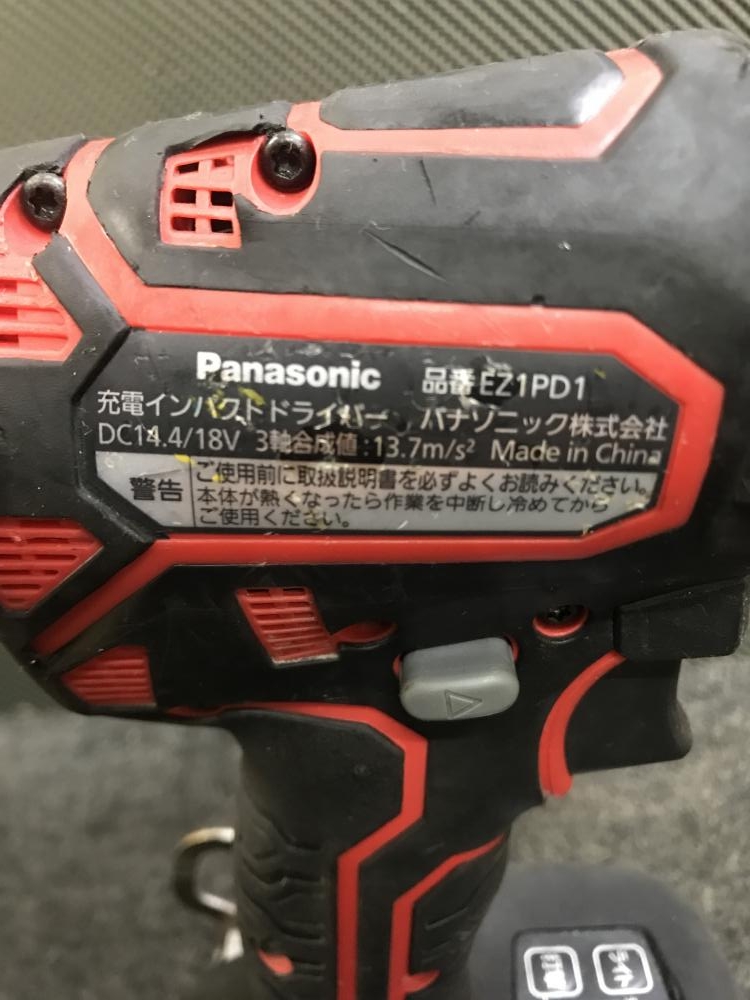 Panasonic 品番 EZ1PD1
充電インパクトドライバー パナソニック株式会社
DC14.4/18V 3軸合成値:13.7m/s² Made in China
警告 ご使用前に取扱説明書を必ずよくお読みください。
本体が熱くなったら作業を中断し冷めてから
ご使用ください。